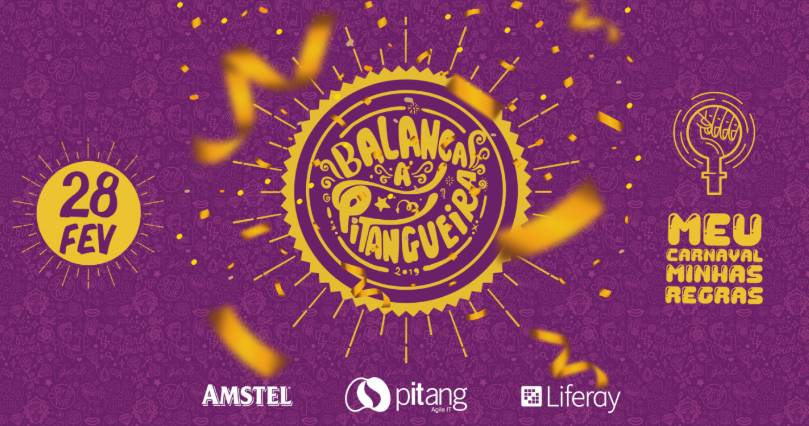 28
FEV
BALANÇA
A
PITANGUEIRA
2019
MEU
CARNAVAL
MINHAS
REGRAS
AMSTEL
pitang
Agile IT
Liferay